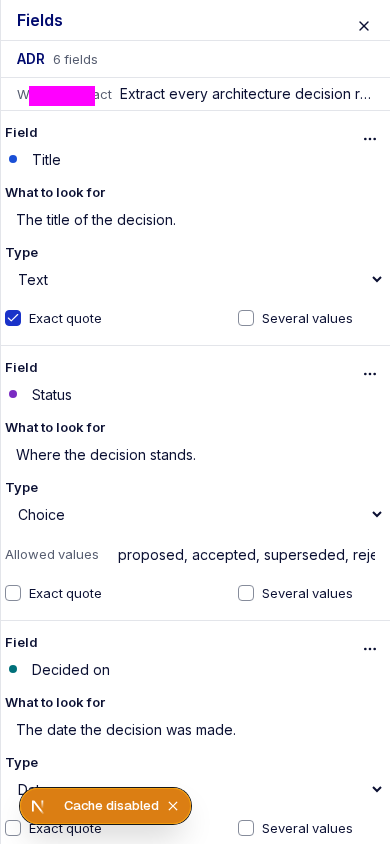 Fields
ADR 6 fields
Extract every architecture decision r…
Field
Title
What to look for
The title of the decision.
Type
Text
Exact quote Several values
Field
Status
What to look for
Where the decision stands.
Type
Choice
Allowed values proposed, accepted, superseded, reje
Exact quote Several values
Field
Decided on
What to look for
The date the decision was made.
Type
Cache disabled
Exact quote Several values